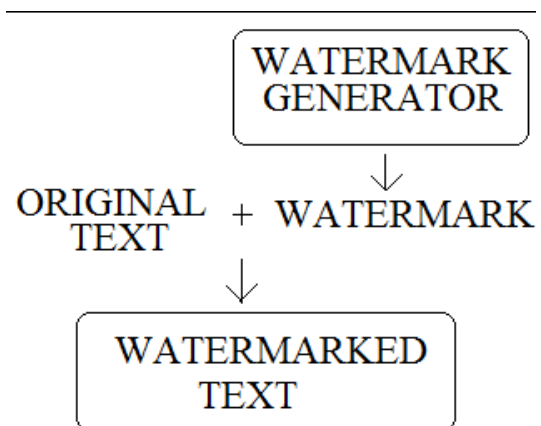 WATERMARK
GENERATOR
ORIGINAL
TEXT
+
WATERMARK
WATERMARKED
TEXT